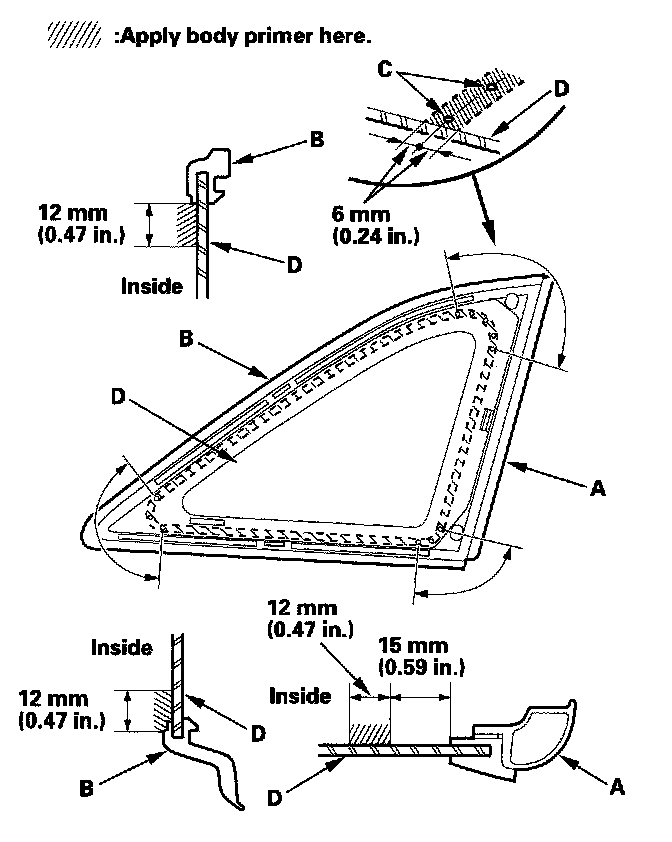 :Apply body primer here.
C
D
B
12 mm
(0.47 in.)
D
Inside
6 mm
(0.24 in.)
B
D
A
12 mm
(0.47 in.)
15 mm
(0.59 in.)
Inside
Inside
12 mm
(0.47 in.)
D
B
D
A